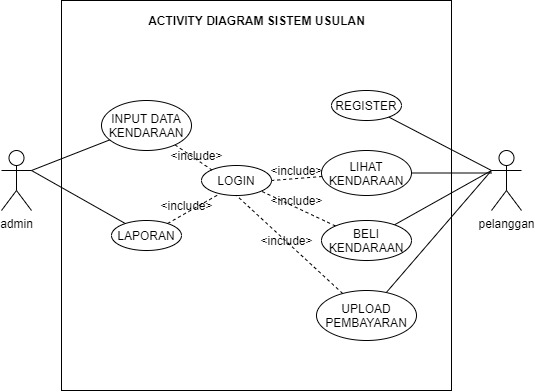 ACTIVITY DIAGRAM SISTEM USULAN
REGISTER
INPUT DATA
KENDARAAN
<include>
LOGIN
<include>
LIHAT
KENDARAAN
<include>
<include>
LAPORAN
BELI
KENDARAAN
<include>
UPLOAD
PEMBAYARAN
admin
pelanggan